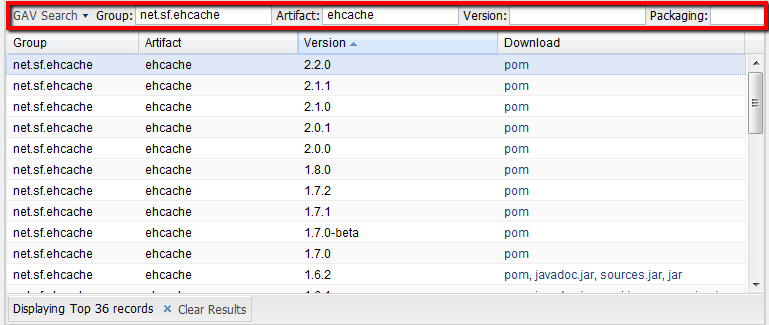 GAV Search Group: net.sf.ehcache Artifact: ehcache Version: Packaging:
Group Artifact Version Download
net.sf.ehcache ehcache 2.2.0 pom
net.sf.ehcache ehcache 2.1.1 pom
net.sf.ehcache ehcache 2.1.0 pom
net.sf.ehcache ehcache 2.0.1 pom
net.sf.ehcache ehcache 2.0.0 pom
net.sf.ehcache ehcache 1.8.0 pom
net.sf.ehcache ehcache 1.7.2 pom
net.sf.ehcache ehcache 1.7.1 pom
net.sf.ehcache ehcache 1.7.0-beta pom
net.sf.ehcache ehcache 1.7.0 pom
net.sf.ehcache ehcache 1.6.2 pom, javadoc.jar, sources.jar, jar
Displaying Top 36 records × Clear Results